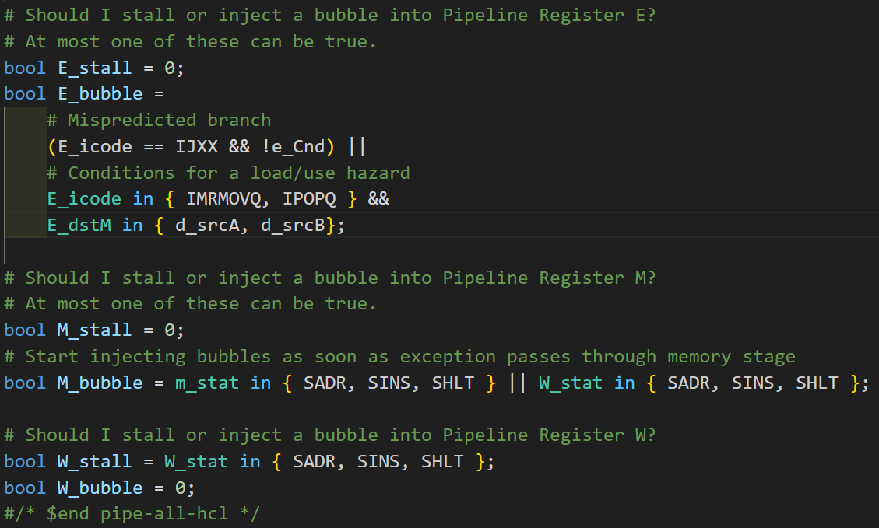 # Should I stall or inject a bubble into Pipeline Register E?
# At most one of these can be true.
bool E_stall = 0;
bool E_bubble =
    # Mispredicted branch
    (E_icode == IJXX && !e_Cnd) ||
    # Conditions for a load/use hazard
    E_icode in { IMRMOVQ, IPOPQ } &&
    E_dstM in { d_srcA, d_srcB};

# Should I stall or inject a bubble into Pipeline Register M?
# At most one of these can be true.
bool M_stall = 0;
# Start injecting bubbles as soon as exception passes through memory stage
bool M_bubble = m_stat in { SADR, SINS, SHLT } || W_stat in { SADR, SINS, SHLT };

# Should I stall or inject a bubble into Pipeline Register W?
bool W_stall = W_stat in { SADR, SINS, SHLT };
bool W_bubble = 0;
#/* $end pipe-all-hcl */